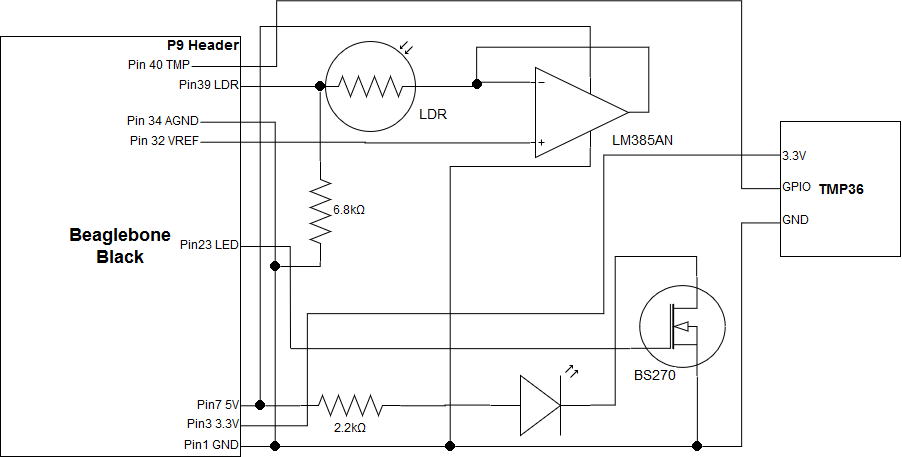 P9 Header
Pin 40 TMP
Pin39 LDR
LDR
Pin 34 AGND
Pin 32 VREF
LM385AN
3.3V
GPIO
TMP36
GND
6.8kΩ
Beaglebone
Black
Pin23 LED
BS270
Pin7 5V
Pin3 3.3V
2.2kΩ
Pin1 GND